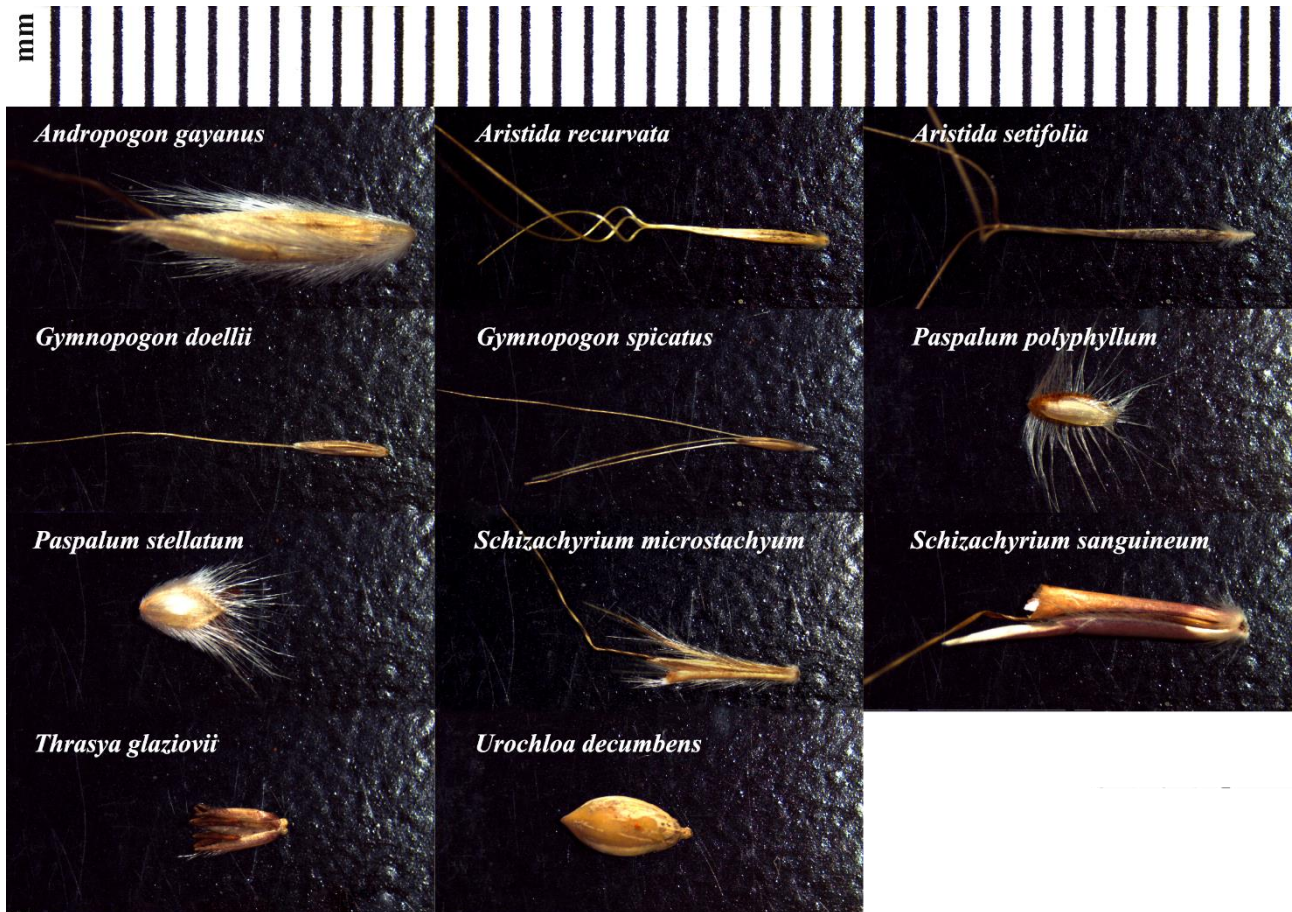 mm
Andropogon gayanus
Aristida recurvata
Aristida setifolia
Gymnopogon doellii
Gymnopogon spicatus
Paspalum polyphyllum
Paspalum stellatum
Schizachyrium microstachyum
Schizachyrium sanguineum
Thrasya glaziovii
Urochloa decumbens